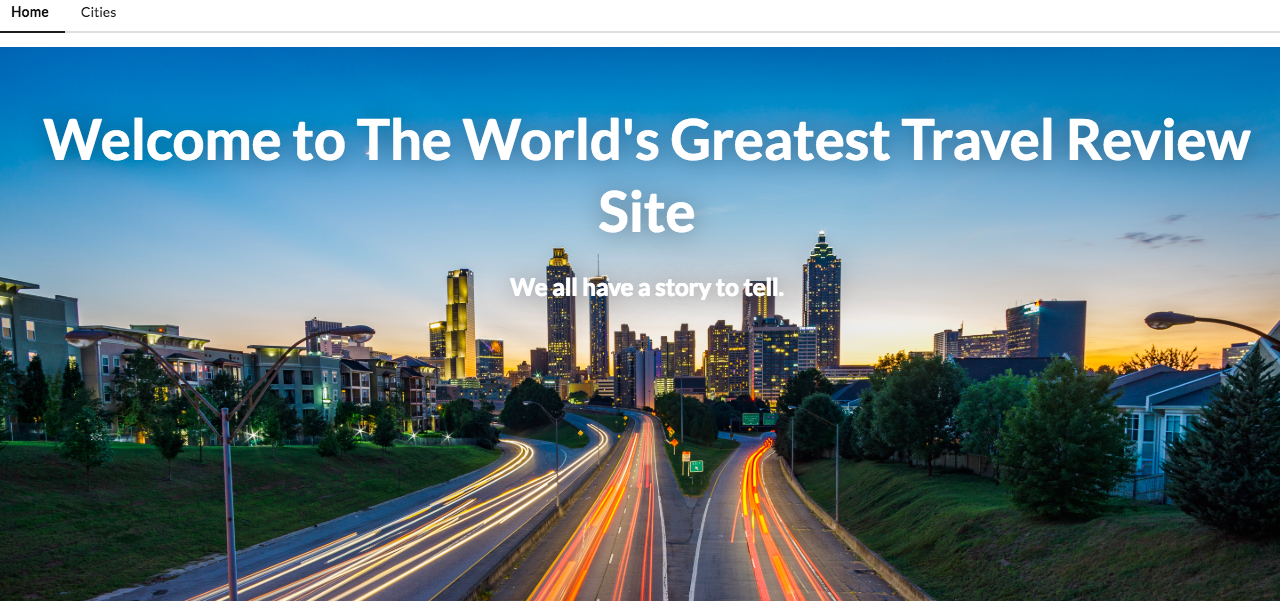 Home Cities
Welcome to The World's Greatest Travel Review
Site
We all have a story to tell.